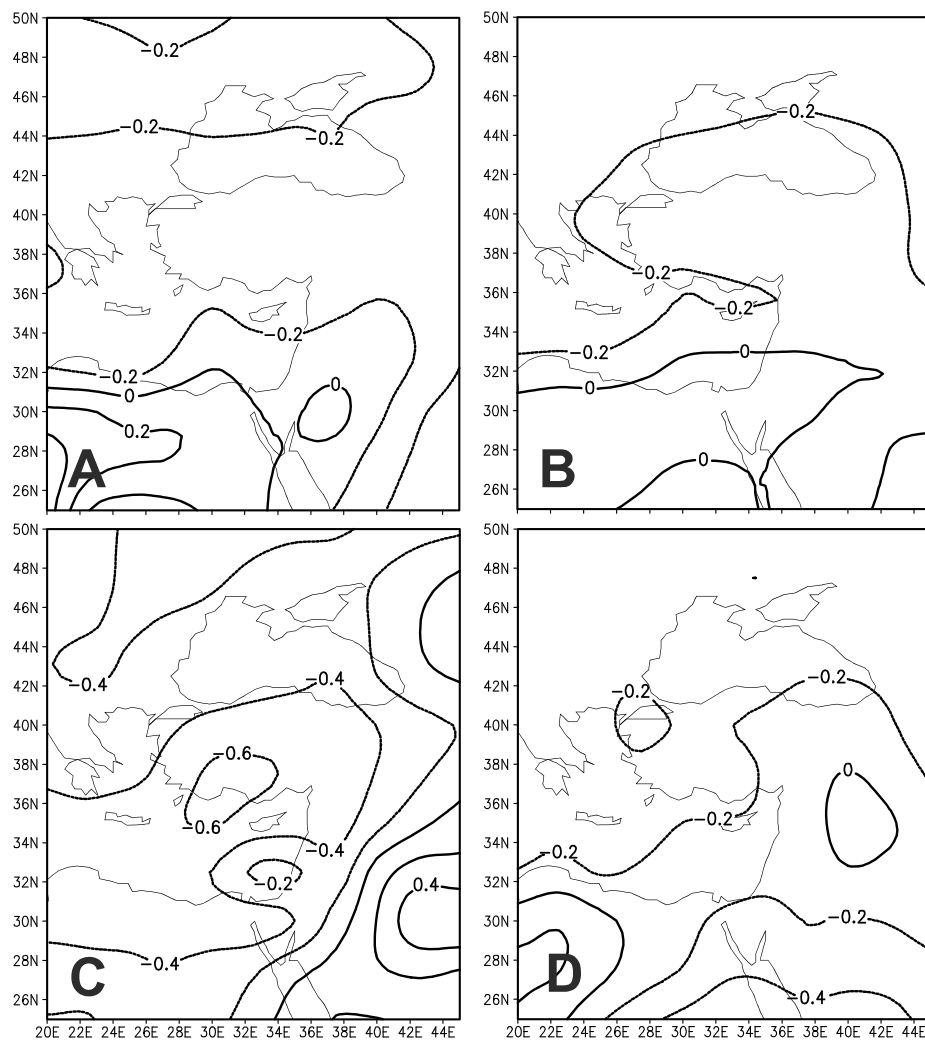 50N 50N
48N −0.2 48N
46N 46N
−0.2 −0.2 −0.2
44N 44N
42N 42N
40N 40N
38N 38N
−0.2
36N 36N
−0.2 −0.2
34N 34N
−0.2 0
32N −0.2 32N
0 0 0
30N 30N
0.2
28N A 28N B 0
26N 26N
50N 50N
48N 48N
46N 46N
44N 44N
42N −0.4 −0.4 42N −0.2 −0.2
40N 40N
38N −0.6 38N 0
36N 36N
−0.6 −0.2
34N −0.4 34N
−0.2
32N −0.2 0.4 32N
30N 30N −0.2
28N −0.4 C 28N D
26N 26N −0.4
20E 22E 24E 26E 28E 30E 32E 34E 36E 38E 40E 42E 44E 20E 22E 24E 26E 28E 30E 32E 34E 36E 38E 40E 42E 44E